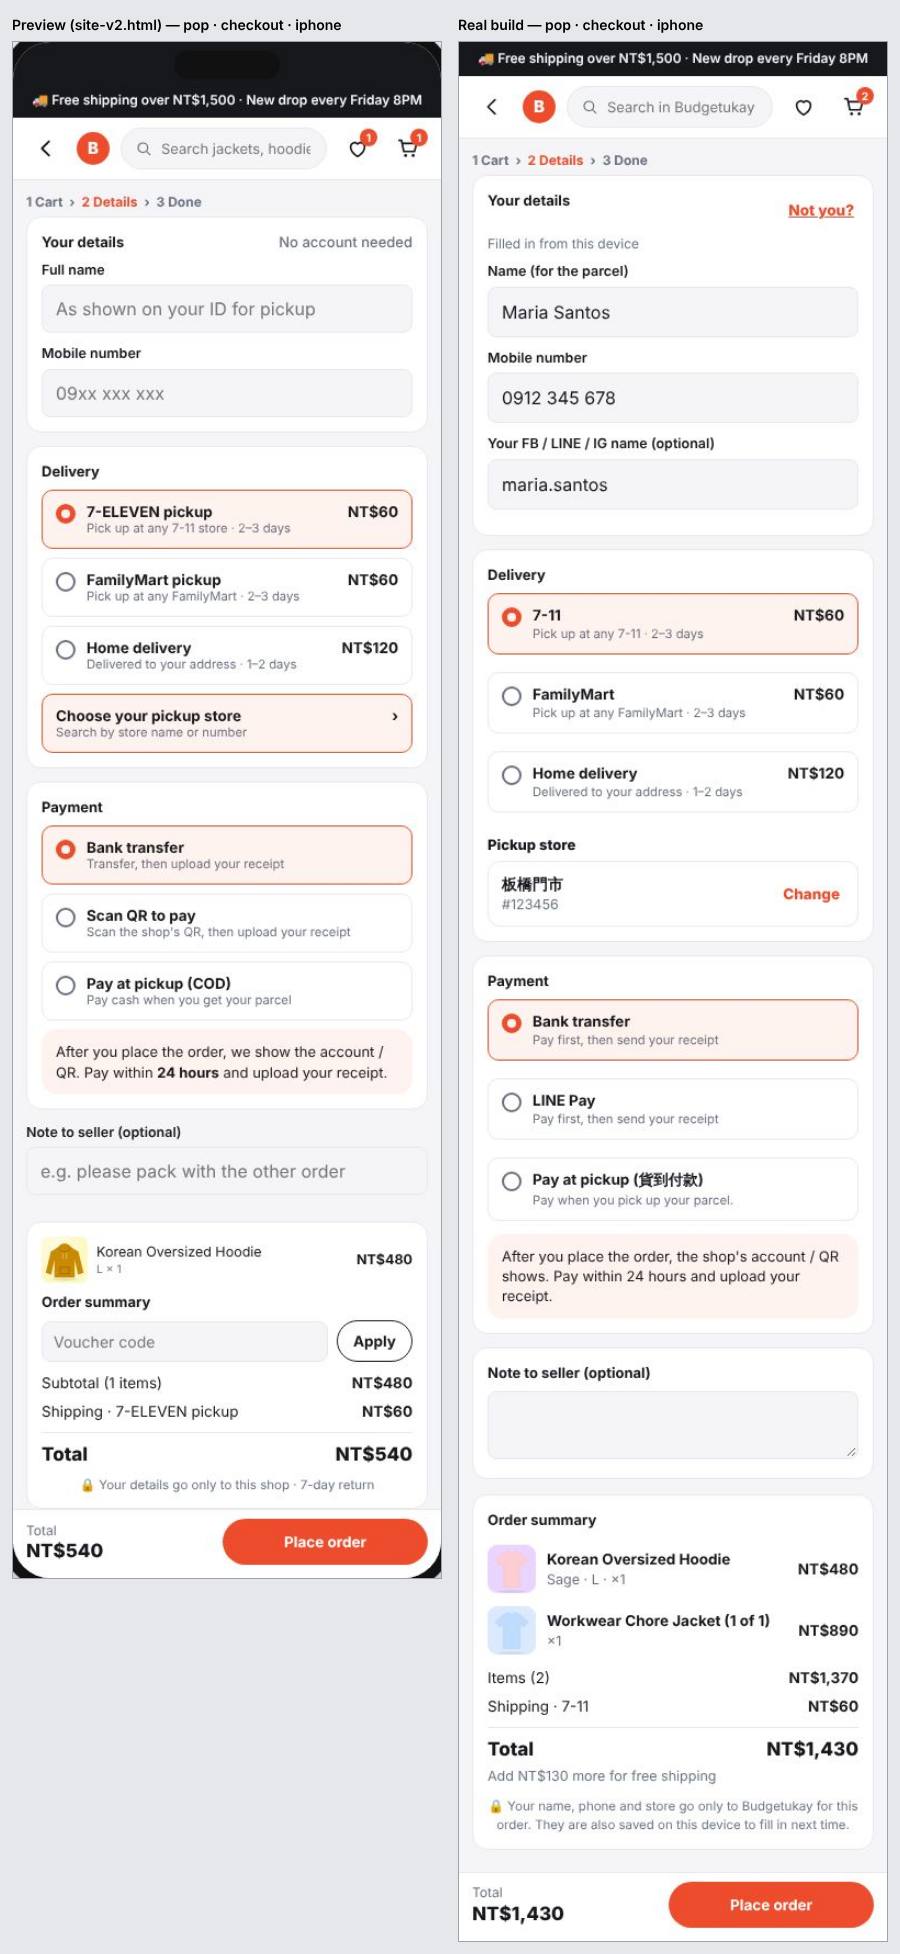 Preview (site-v2.html) — pop · checkout · iphone
🚚 Free shipping over NT$1,500 · New drop every Friday 8PM
B
Search jackets, hoodie
1
1
1 Cart › 2 Details › 3 Done
Your details
No account needed
Full name
As shown on your ID for pickup
Mobile number
09xx xxx xxx
Delivery
7-ELEVEN pickup
NT$60
Pick up at any 7-11 store · 2–3 days
FamilyMart pickup
NT$60
Pick up at any FamilyMart · 2–3 days
Home delivery
NT$120
Delivered to your address · 1–2 days
Choose your pickup store
›
Search by store name or number
Payment
Bank transfer
Transfer, then upload your receipt
Scan QR to pay
Scan the shop's QR, then upload your receipt
Pay at pickup (COD)
Pay cash when you get your parcel
After you place the order, we show the account /
QR. Pay within 24 hours and upload your receipt.
Note to seller (optional)
e.g. please pack with the other order
Korean Oversized Hoodie
L × 1
NT$480
Order summary
Voucher code
Apply
Subtotal (1 items)
NT$480
Shipping · 7-ELEVEN pickup
NT$60
Total
NT$540
🔒 Your details go only to this shop · 7-day return
Total
NT$540
Place order
Real build — pop · checkout · iphone
🚚 Free shipping over NT$1,500 · New drop every Friday 8PM
B
Search in Budgetukay
2
1 Cart › 2 Details › 3 Done
Your details
Not you?
Filled in from this device
Name (for the parcel)
Maria Santos
Mobile number
0912 345 678
Your FB / LINE / IG name (optional)
maria.santos
Delivery
7-11
NT$60
Pick up at any 7-11 · 2–3 days
FamilyMart
NT$60
Pick up at any FamilyMart · 2–3 days
Home delivery
NT$120
Delivered to your address · 1–2 days
Pickup store
板橋門市
#123456
Change
Payment
Bank transfer
Pay first, then send your receipt
LINE Pay
Pay first, then send your receipt
Pay at pickup (貨到付款)
Pay when you pick up your parcel.
After you place the order, the shop's account / QR
shows. Pay within 24 hours and upload your
receipt.
Note to seller (optional)
Order summary
Korean Oversized Hoodie
Sage · L · ×1
NT$480
Workwear Chore Jacket (1 of 1)
×1
NT$890
Items (2)
NT$1,370
Shipping · 7-11
NT$60
Total
NT$1,430
Add NT$130 more for free shipping
🔒 Your name, phone and store go only to Budgetukay for this
order. They are also saved on this device to fill in next time.
Total
NT$1,430
Place order